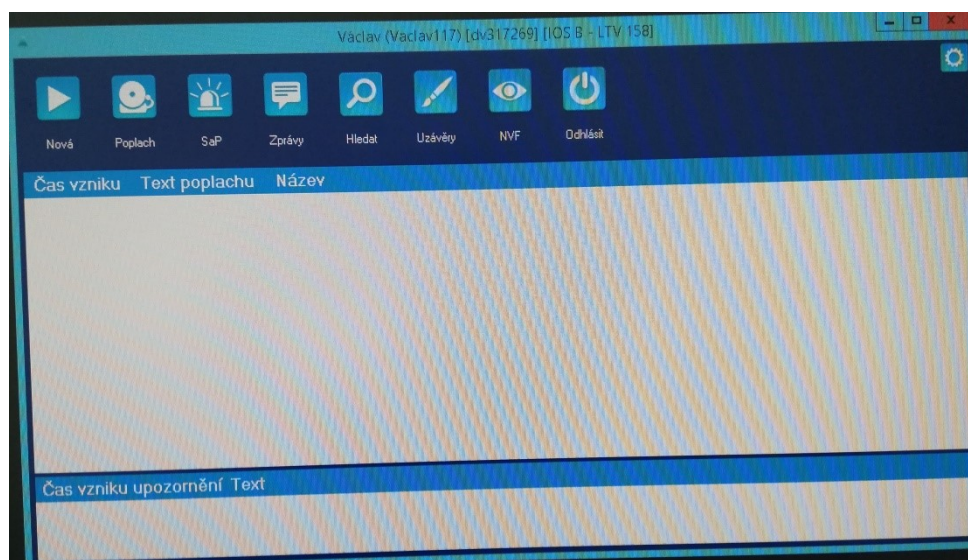 Václav (Vaclav117) [dv317269] [IOS B - LTV 158]
Nová Poplach SaP Zprávy Hledat Uzávěry NVF Odhlásit
Čas vzniku Text poplachu Název
Čas vzniku upozornění Text